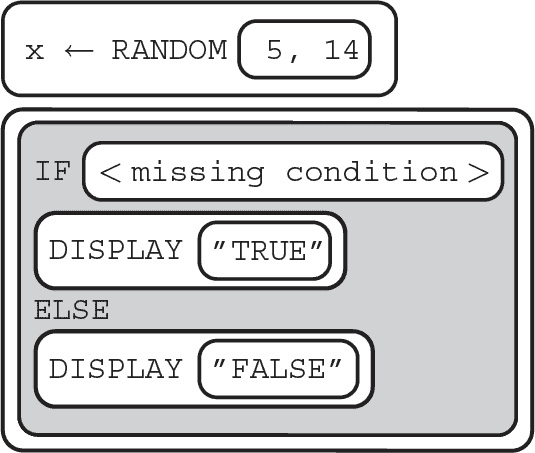 x ← RANDOM 5, 14
IF <missing condition>
DISPLAY "TRUE"
ELSE
DISPLAY "FALSE"